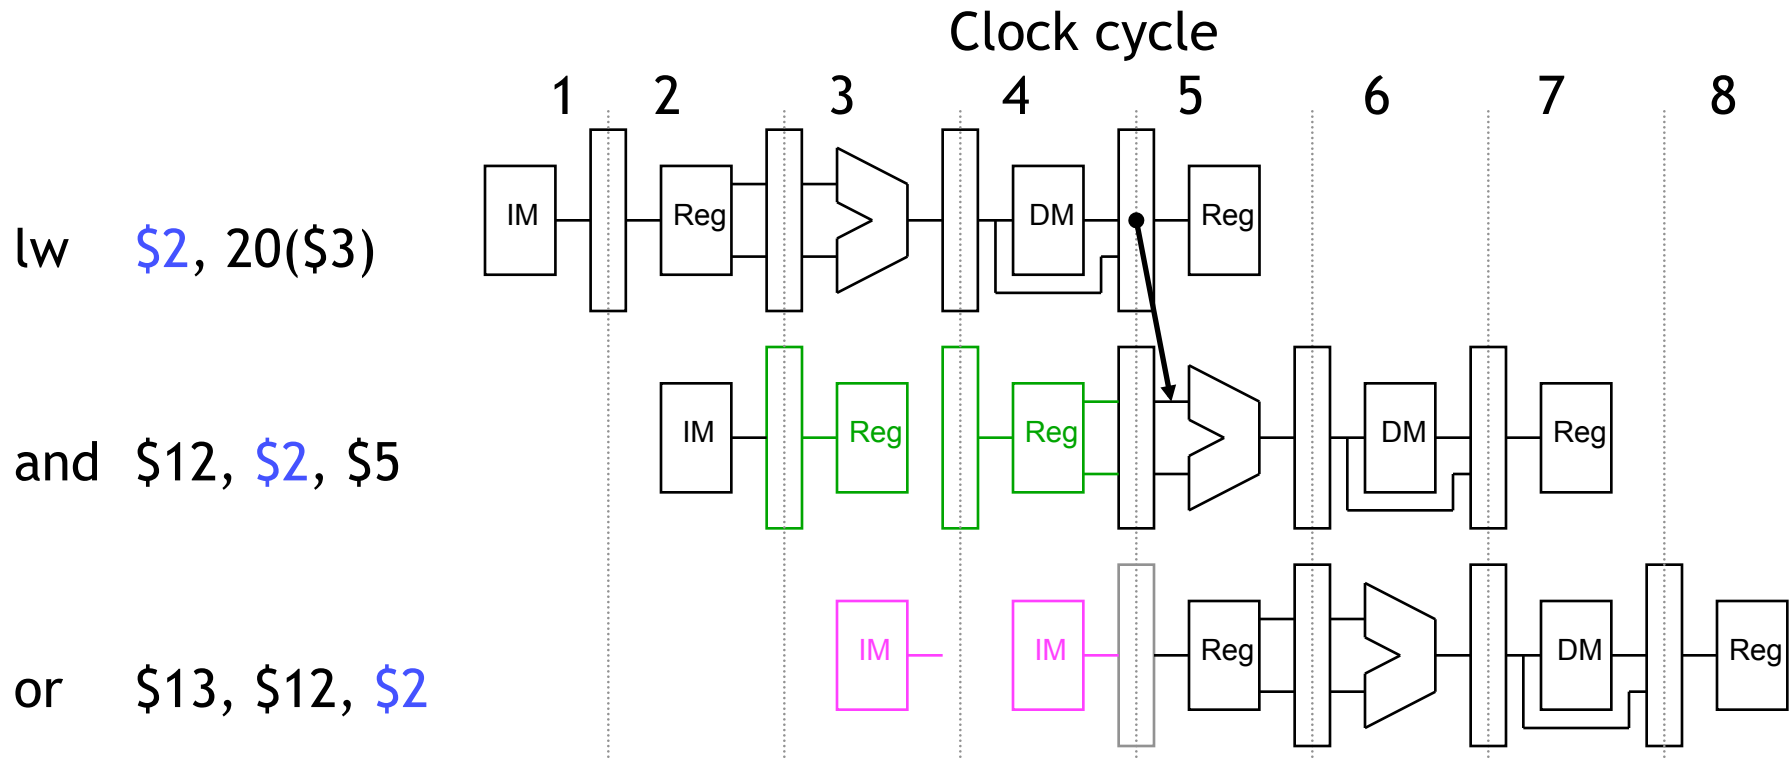 Clock cycle
1 2 3 4 5 6 7 8
lw $2, 20($3) IM Reg DM Reg
and $12, $2, $5 IM Reg Reg DM Reg
or $13, $12, $2 IM IM Reg DM Reg